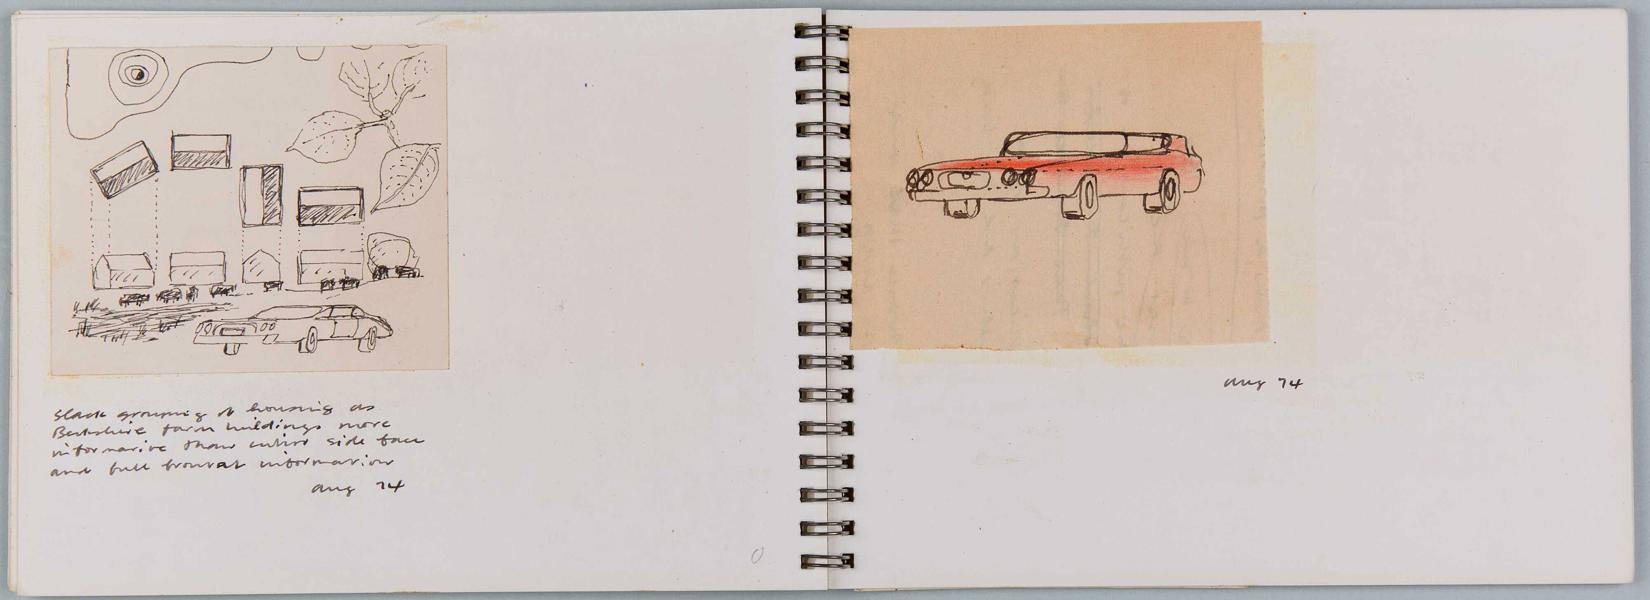 slack grouping of housing as
Berkshire farm buildings more
informative than cubist side face
and full frontal information
aug 74
aug 74